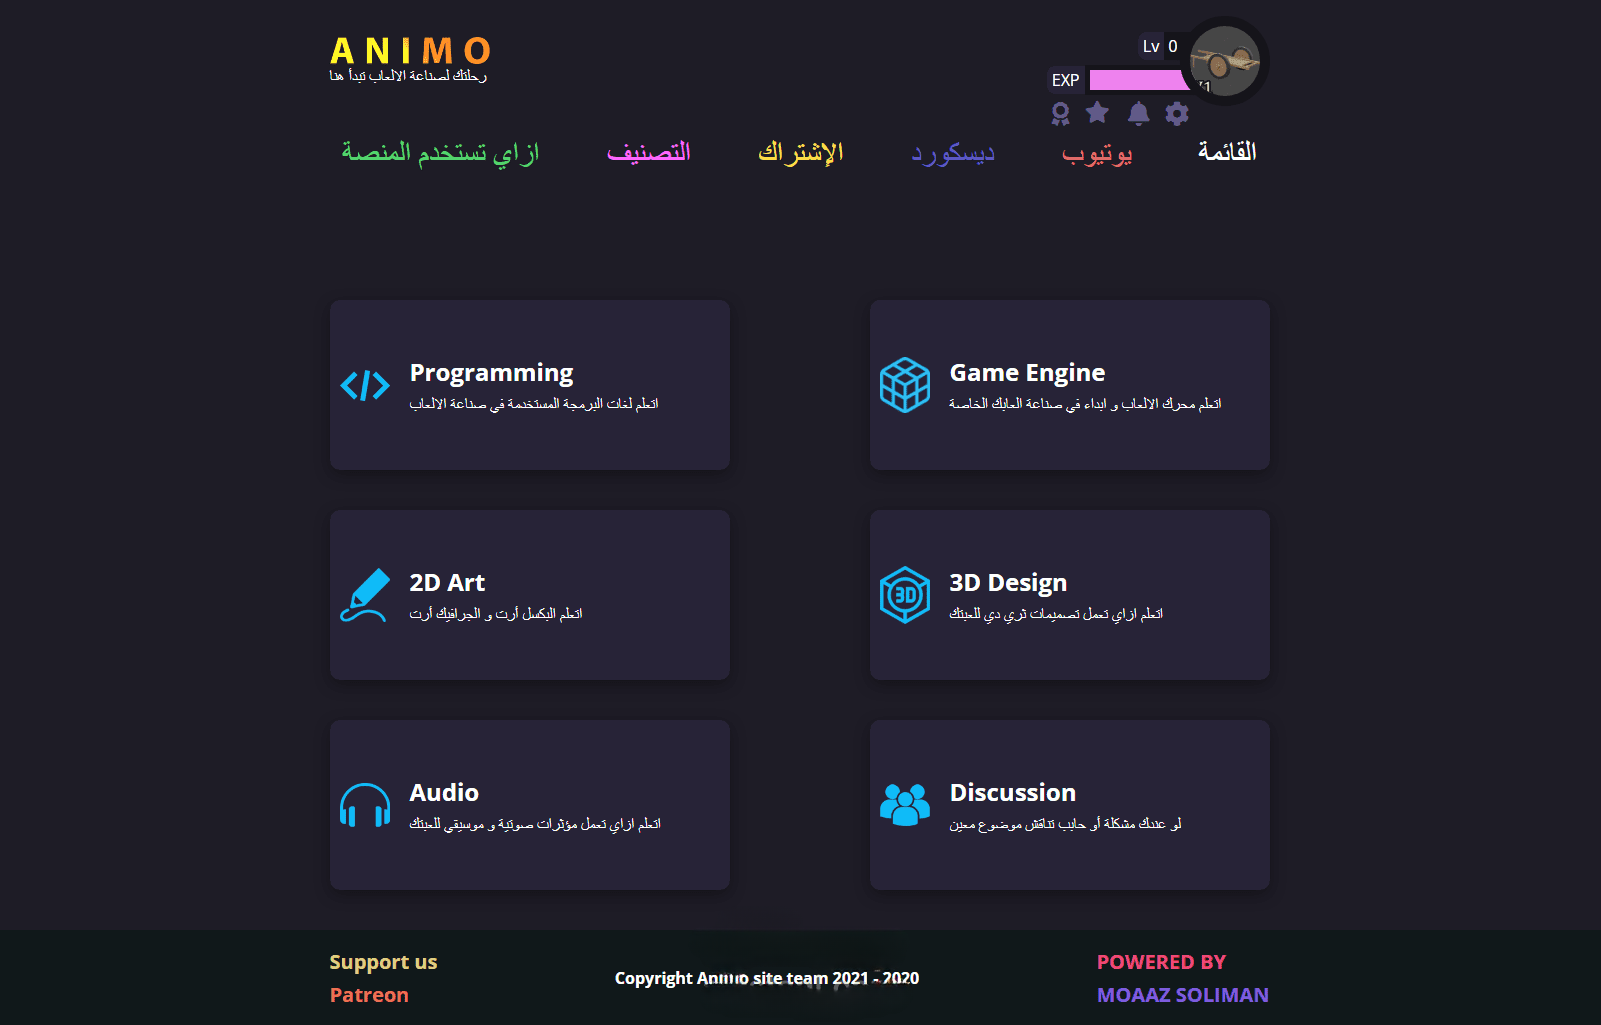 ANIMO
رحلتك لصناعة الالعاب تبدأ هنا
Lv 0
EXP
القائمة
يوتيوب
ديسكورد
الإشتراك
التصنيف
ازاي تستخدم المنصة
Programming
اتعلم لغات البرمجة المستخدمة في صناعة الالعاب
Game Engine
اتعلم محرك الالعاب و ابداء في صناعة العابك الخاصة
2D Art
اتعلم البكسل أرت و الجرافيك أرت
3D Design
اتعلم ازاي تعمل تصميمات ثري دي للعبتك
Audio
اتعلم ازاي تعمل مؤثرات صوتية و موسيقي للعبتك
Discussion
لو عندك مشكلة أو حابب تناقش موضوع معين
Support us
Patreon
Copyright Animo site team 2021 - 2020
POWERED BY
MOAAZ SOLIMAN